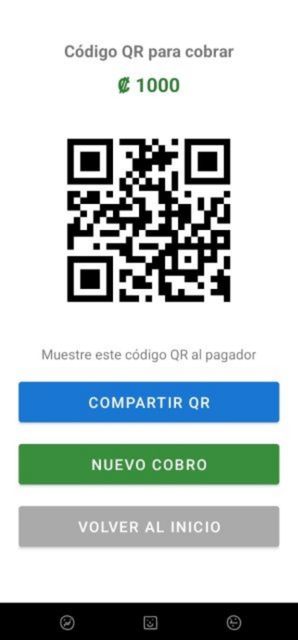 Código QR para cobrar
₡ 1000
Muestre este código QR al pagador
COMPARTIR QR
NUEVO COBRO
VOLVER AL INICIO